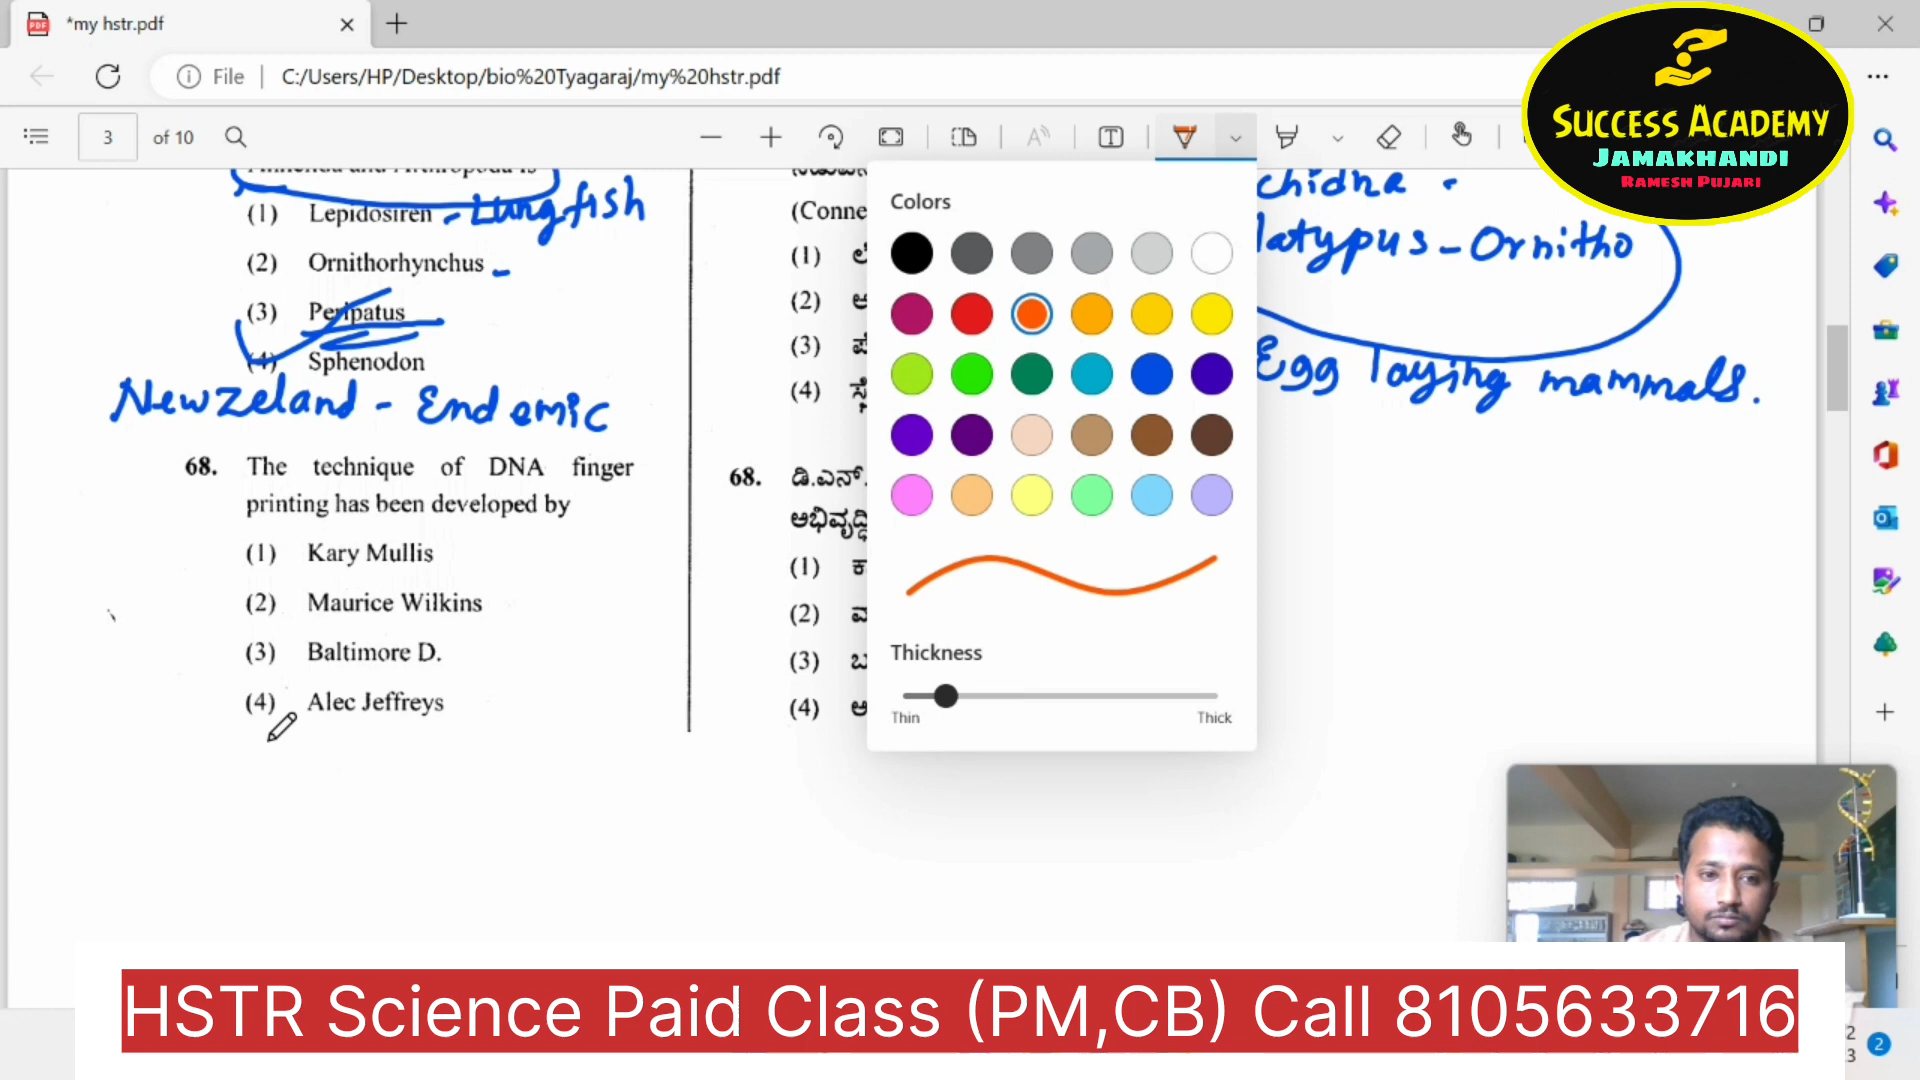 *my hstr.pdf
File C:/Users/HP/Desktop/bio%20Tyagaraj/my%20hstr.pdf
3 of 10
SUCCESS ACADEMY
JAMAKHANDI
RAMESH PUJARI
(1) Lepidosiren - Lung fish
(2) Ornithorhynchus -
(3) Peripatus
(4) Sphenodon
Newzeland - Endemic
68. The technique of DNA finger
printing has been developed by
(1) Kary Mullis
(2) Maurice Wilkins
(3) Baltimore D.
(4) Alec Jeffreys
(Conne
(1)
(2)
(3)
(4)
68. ಡಿ.ಎನ್.
ಅಭಿವೃದ್ಧಿ
(1)
(2)
(3)
(4)
Colors
Thickness
Thin Thick
chidna -
latypus - Ornitho
Egg laying mammals.
HSTR Science Paid Class (PM,CB) Call 8105633716
2